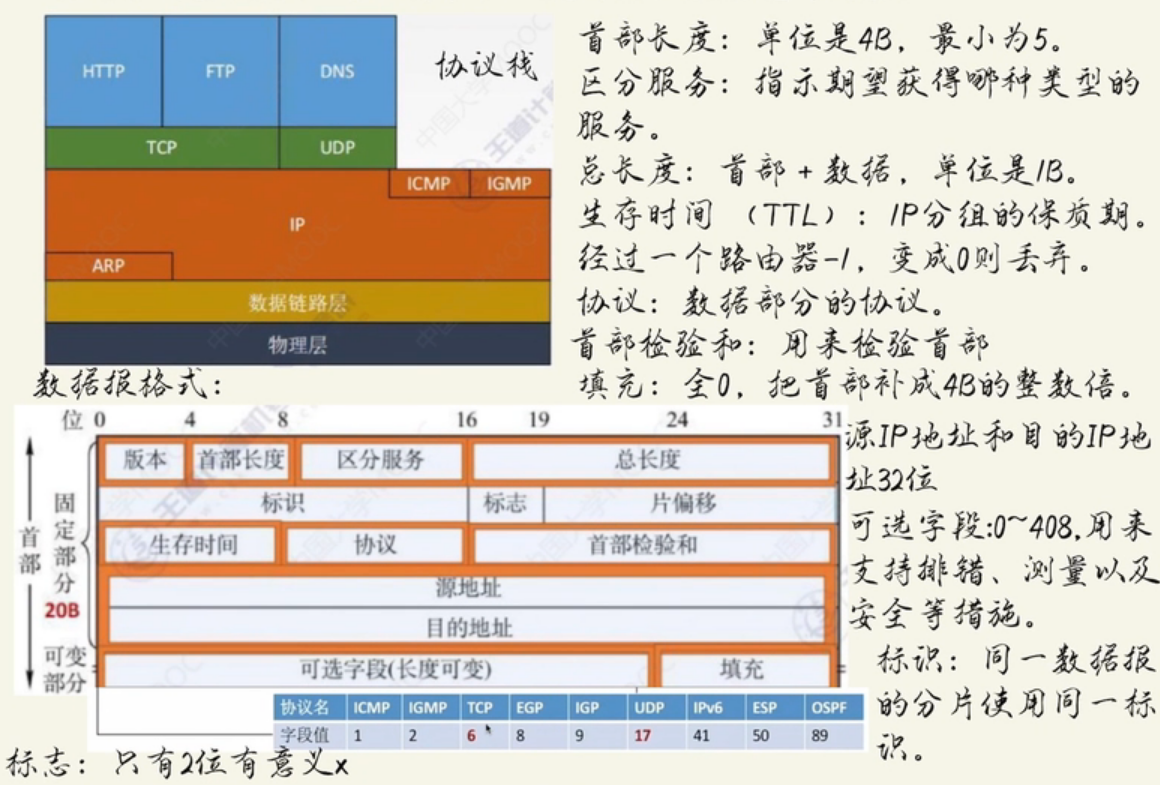 HTTP FTP DNS 协议栈
TCP UDP
ICMP IGMP
IP
ARP
数据链路层
物理层
首部长度：单位是4B，最小为5。
区分服务：指示期望获得哪种类型的
服务。
总长度：首部+数据，单位是1B。
生存时间（TTL）：IP分组的保质期。
经过一个路由器-1，变成0则丢弃。
协议：数据部分的协议。
首部检验和：用来检验首部
填充：全0，把首部补成4B的整数倍。
数据报格式：
位 0 4 8 16 19 24 31
版本 首部长度 区分服务 总长度
标识 标志 片偏移
生存时间 协议 首部检验和
源地址
目的地址
可选字段(长度可变) 填充
首部
固定部分
20B
可变
部分
协议名 ICMP IGMP TCP EGP IGP UDP IPv6 ESP OSPF
字段值 1 2 6 8 9 17 41 50 89
源IP地址和目的IP地
址32位
可选字段:0~408,用来
支持排错、测量以及
安全等措施。
标识：同一数据报
的分片使用同一标
识。
标志：只有2位有意义x